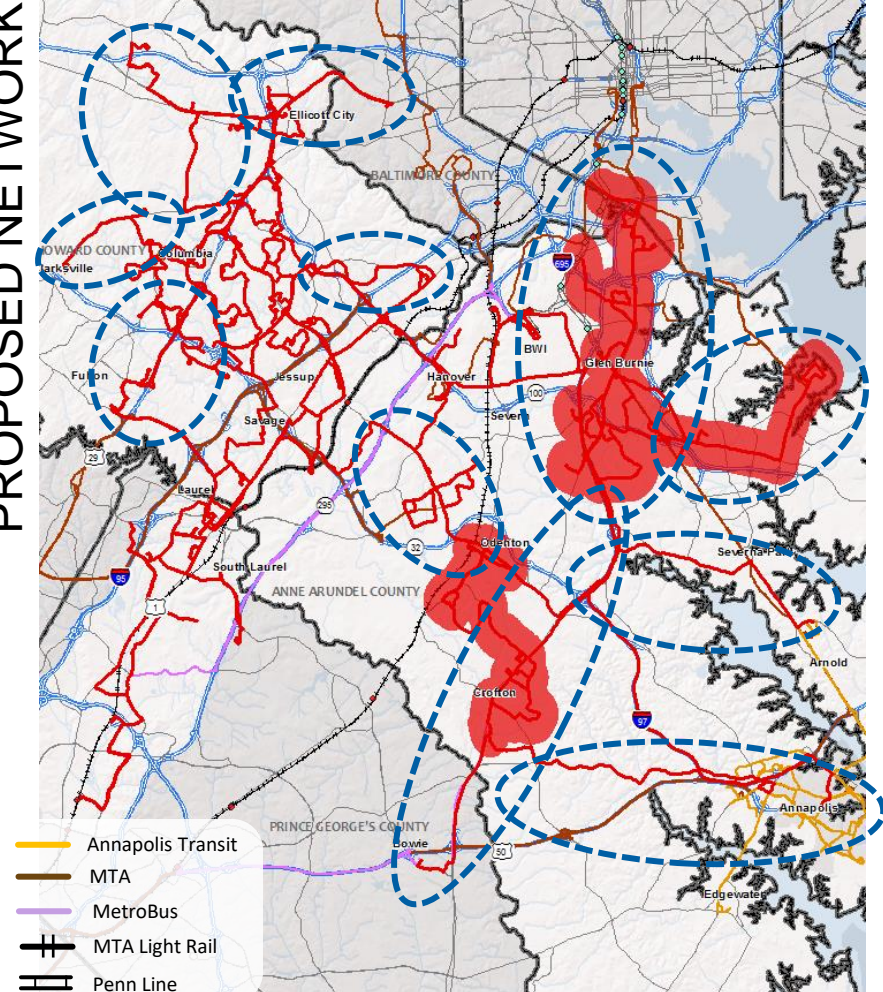 PROPOSED NETWORK
Ellicott City
BALTIMORE COUNTY
OWARD COUNTY
Columbia
larksville
695
BWI
Glen Burnie
Fulton
Jessup
Hanover
100
Severn
Savage
29
Laurel
295
32
Odenton
Severna Park
South Laurel
95
ANNE ARUNDEL COUNTY
1
Arnold
Crofton
97
Annapolis
PRINCE GEORGE'S COUNTY
Bowie
50
Edgewater
Annapolis Transit
MTA
MetroBus
MTA Light Rail
Penn Line